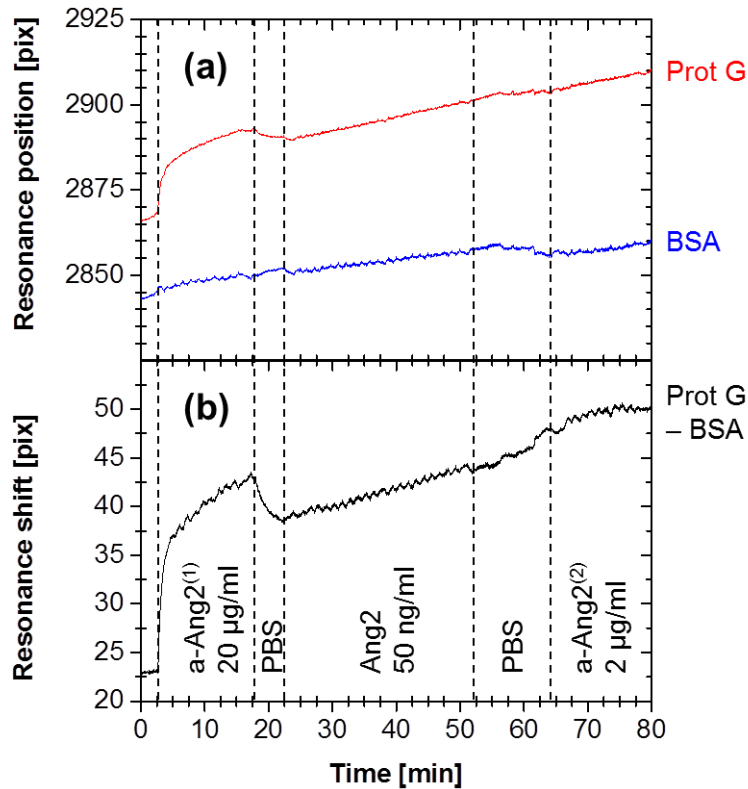 2925
2900
2875
2850
Resonance position [pix]
(a)
Prot G
BSA
50
45
40
35
30
25
20
Resonance shift [pix]
(b)
Prot G
– BSA
a-Ang2⁽¹⁾
20 µg/ml
PBS
Ang2
50 ng/ml
PBS
a-Ang2⁽²⁾
2 µg/ml
0 10 20 30 40 50 60 70 80
Time [min]